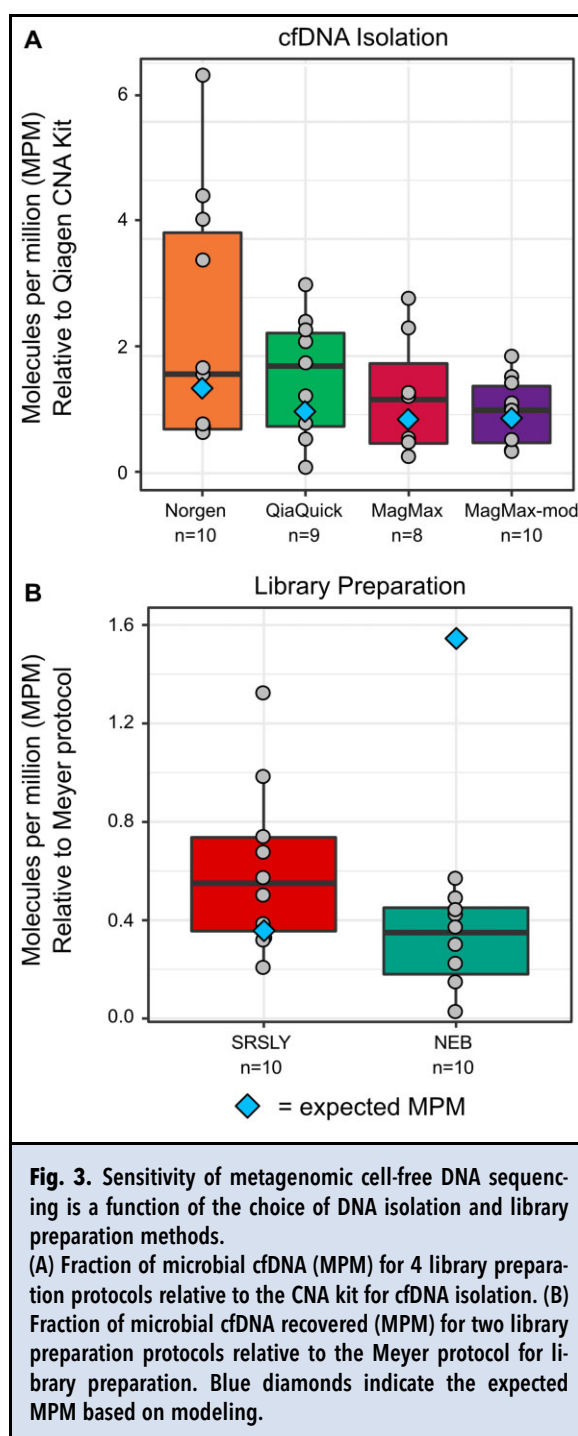 A
cfDNA Isolation
Molecules per million (MPM)
Relative to Qiagen CNA Kit
6
4
2
0
Norgen
n=10
QiaQuick
n=9
MagMax
n=8
MagMax-mod
n=10
B
Library Preparation
Molecules per million (MPM)
Relative to Meyer protocol
1.6
1.2
0.8
0.4
0.0
SRSLY
n=10
NEB
n=10
= expected MPM
Fig. 3. Sensitivity of metagenomic cell-free DNA sequenc-
ing is a function of the choice of DNA isolation and library
preparation methods.
(A) Fraction of microbial cfDNA (MPM) for 4 library prepara-
tion protocols relative to the CNA kit for cfDNA isolation. (B)
Fraction of microbial cfDNA recovered (MPM) for two library
preparation protocols relative to the Meyer protocol for li-
brary preparation. Blue diamonds indicate the expected
MPM based on modeling.